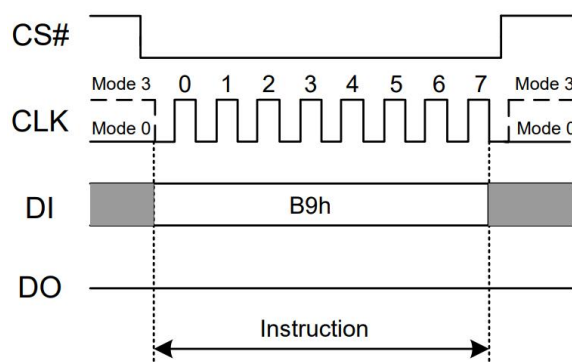 CS#
Mode 3 0 1 2 3 4 5 6 7 Mode 3
CLK
Mode 0 Mode 0
DI B9h
DO
Instruction